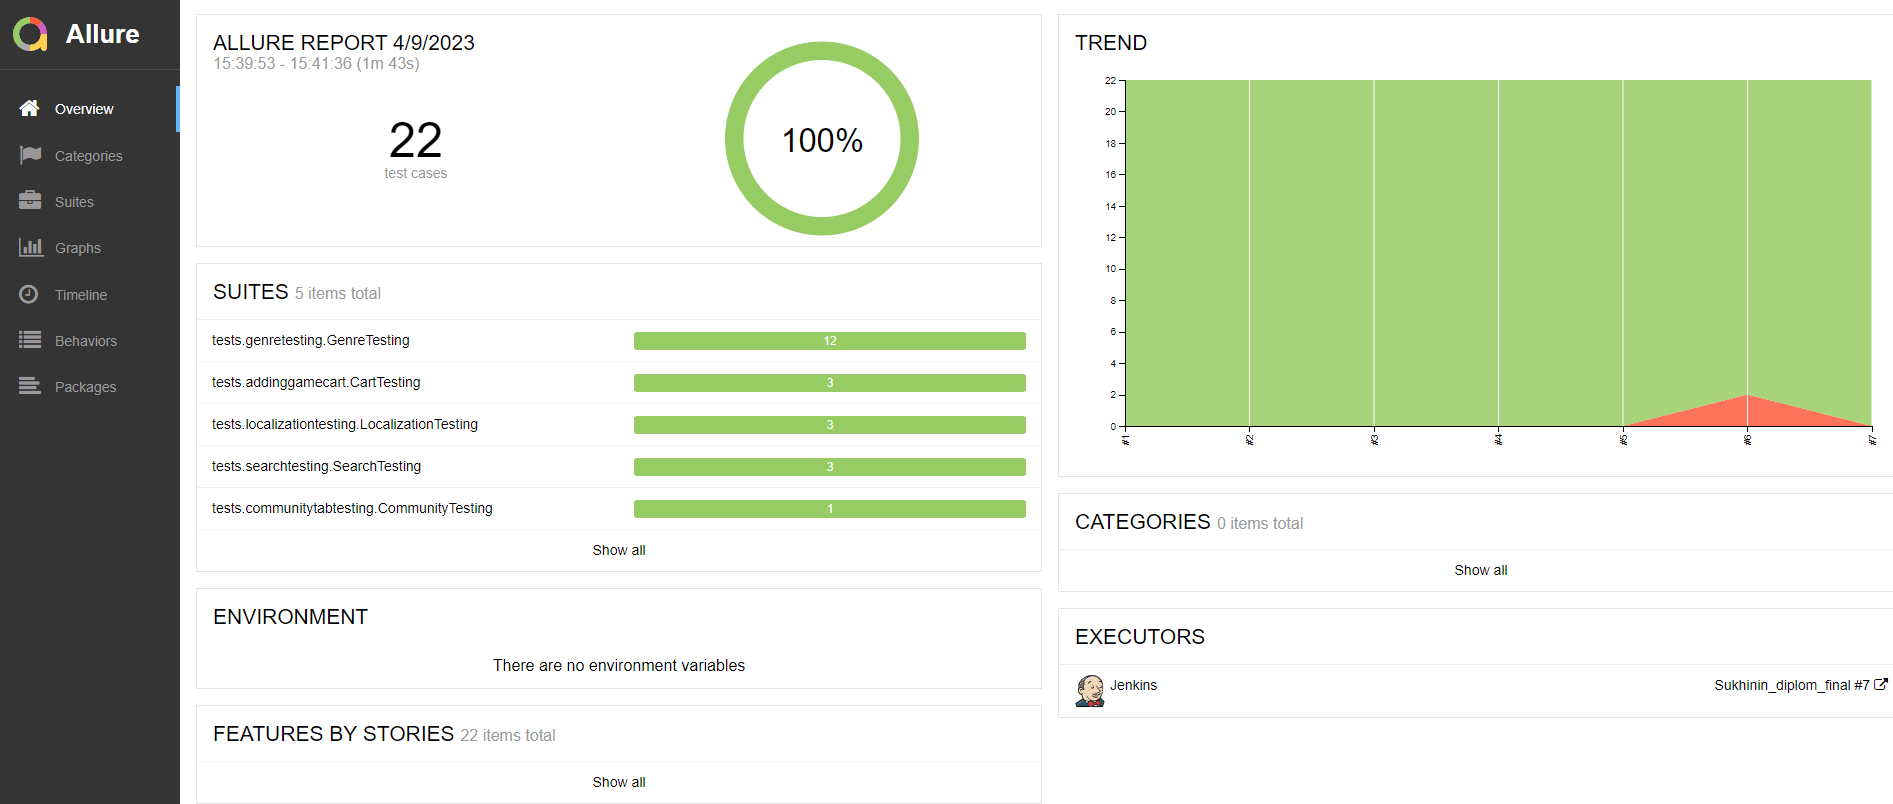 Allure
Overview
Categories
Suites
Graphs
Timeline
Behaviors
Packages
ALLURE REPORT 4/9/2023
15:39:53 - 15:41:36 (1m 43s)
22
test cases
100%
SUITES 5 items total
tests.genretesting.GenreTesting 12
tests.addinggamecart.CartTesting 3
tests.localizationtesting.LocalizationTesting 3
tests.searchtesting.SearchTesting 3
tests.communitytabtesting.CommunityTesting 1
Show all
ENVIRONMENT
There are no environment variables
FEATURES BY STORIES 22 items total
Show all
TREND
22
20
18
16
14
12
10
8
6
4
2
0
#1 #2 #3 #4 #5 #6 #7
CATEGORIES 0 items total
Show all
EXECUTORS
Jenkins Sukhinin_diplom_final #7